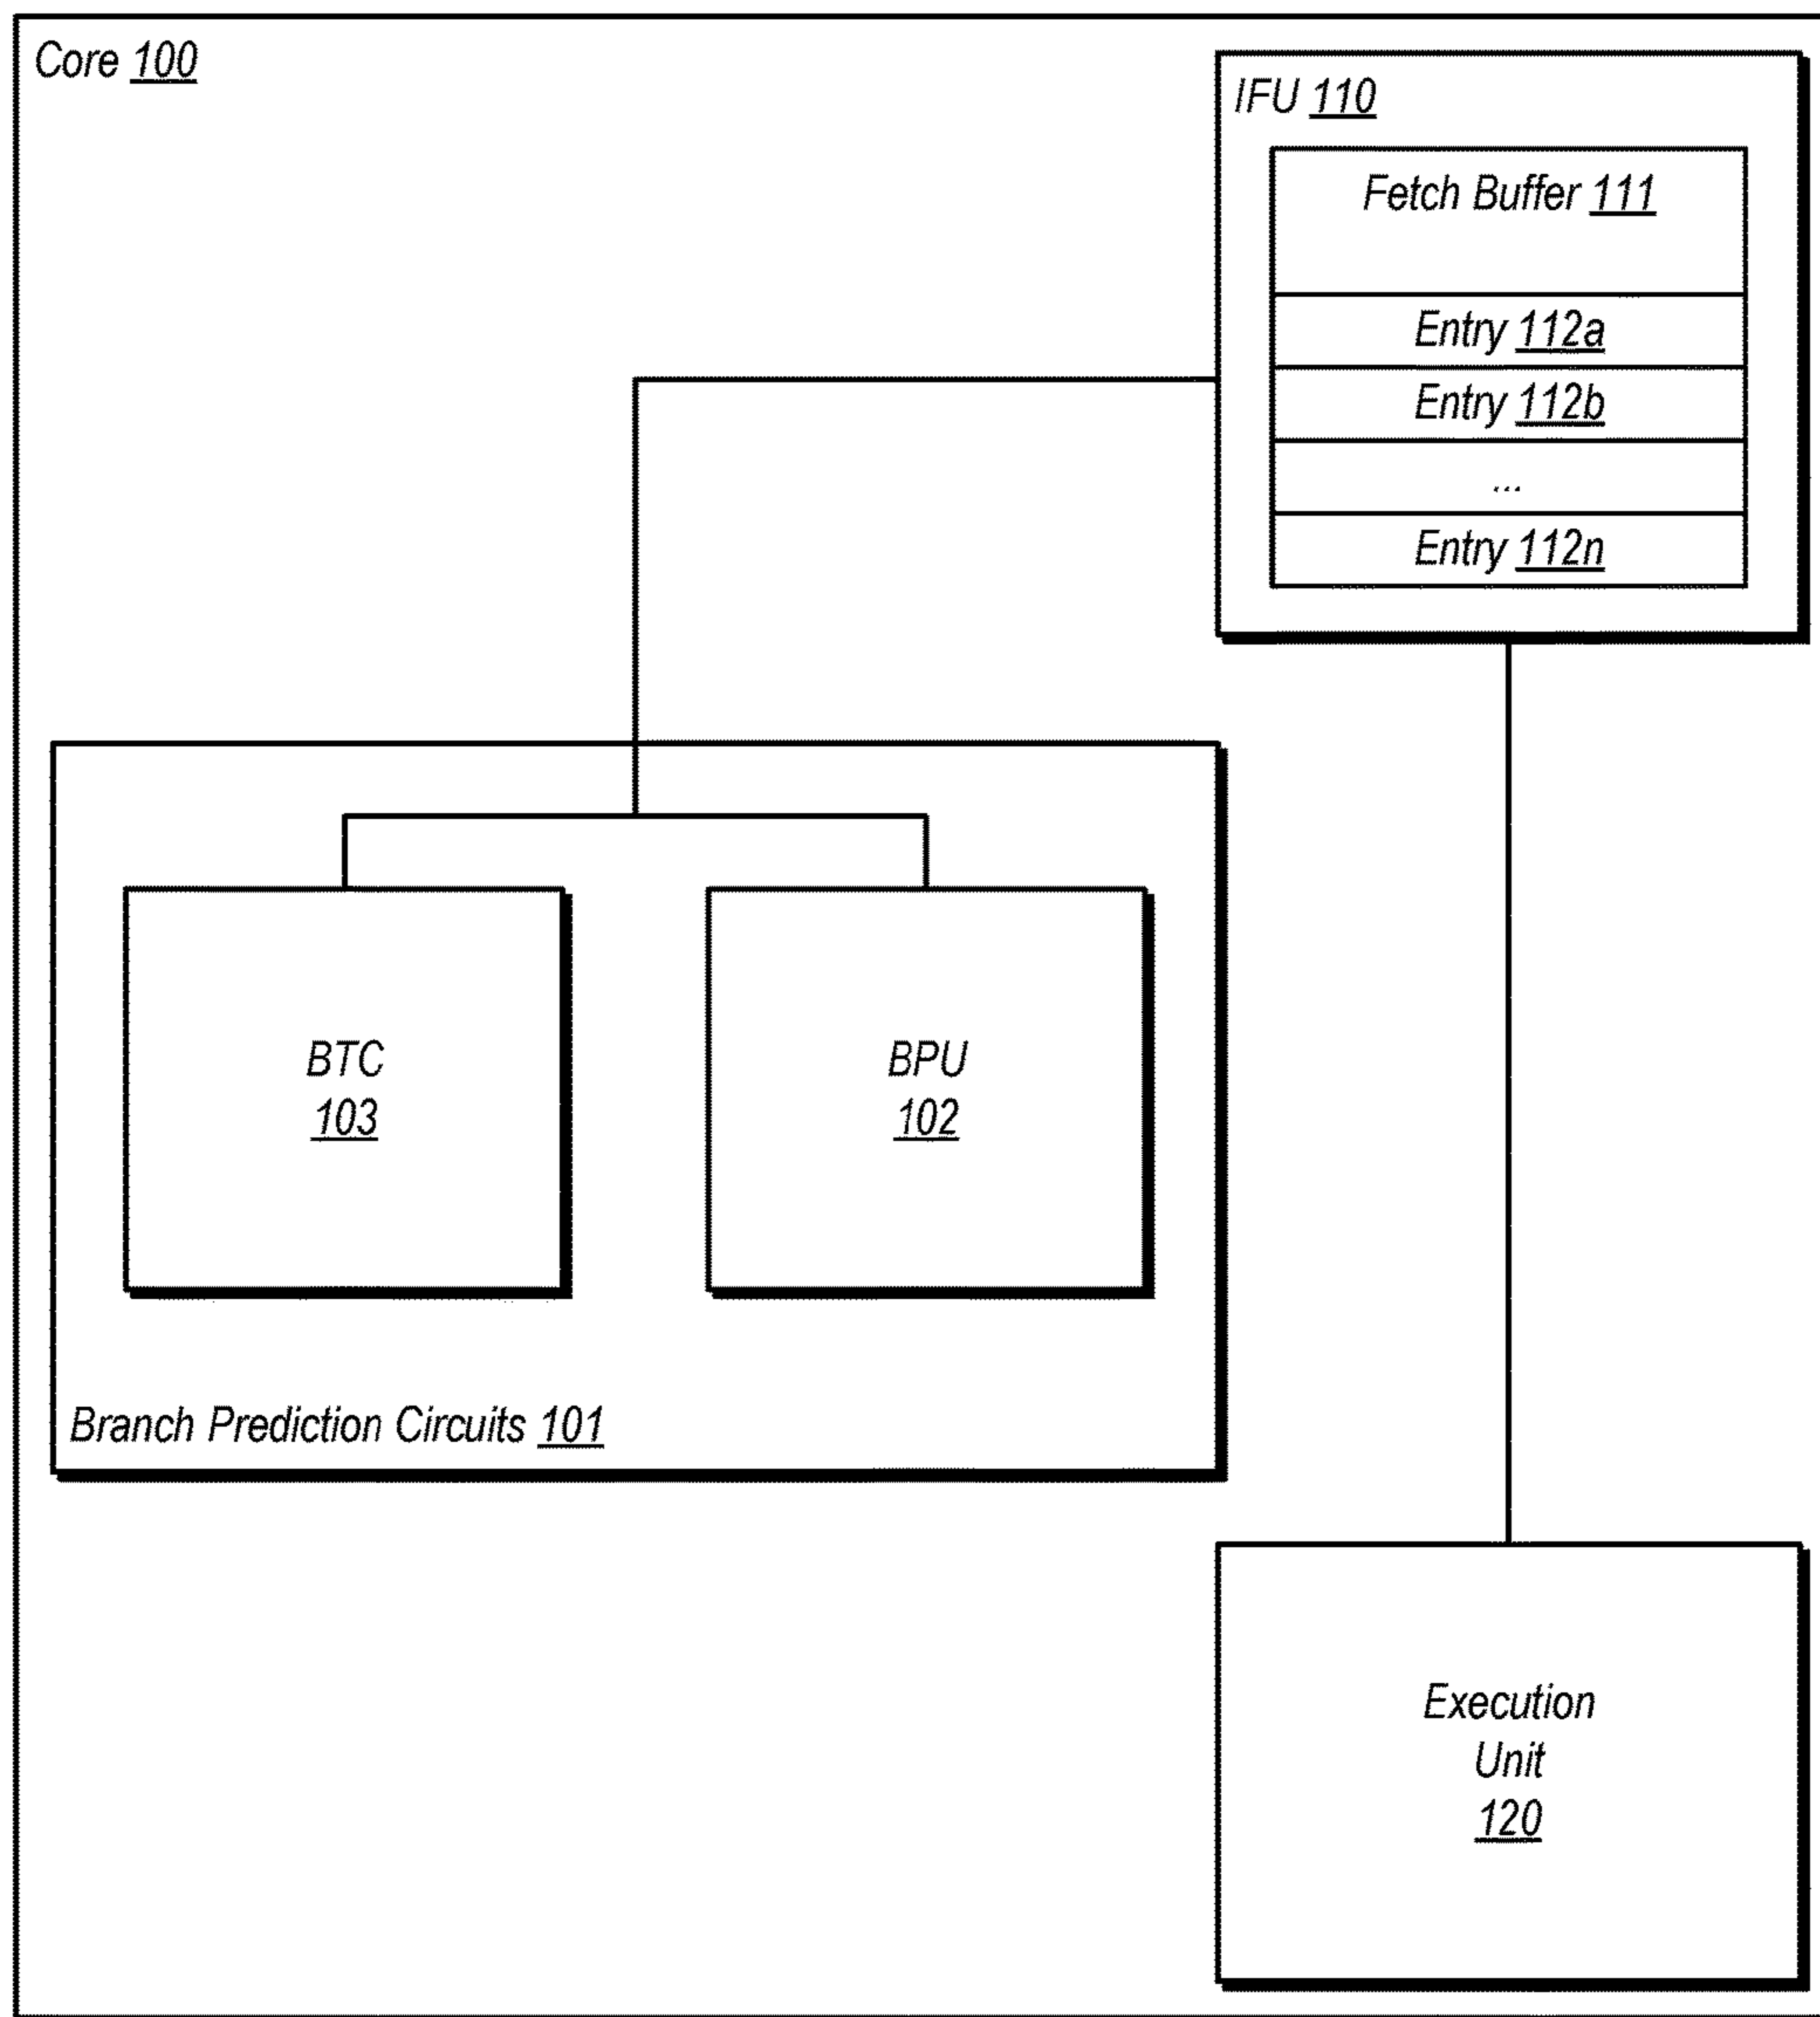 Core 100
IFU 110
Fetch Buffer 111
Entry 112a
Entry 112b
...
Entry 112n
BTC
103
BPU
102
Branch Prediction Circuits 101
Execution
Unit
120